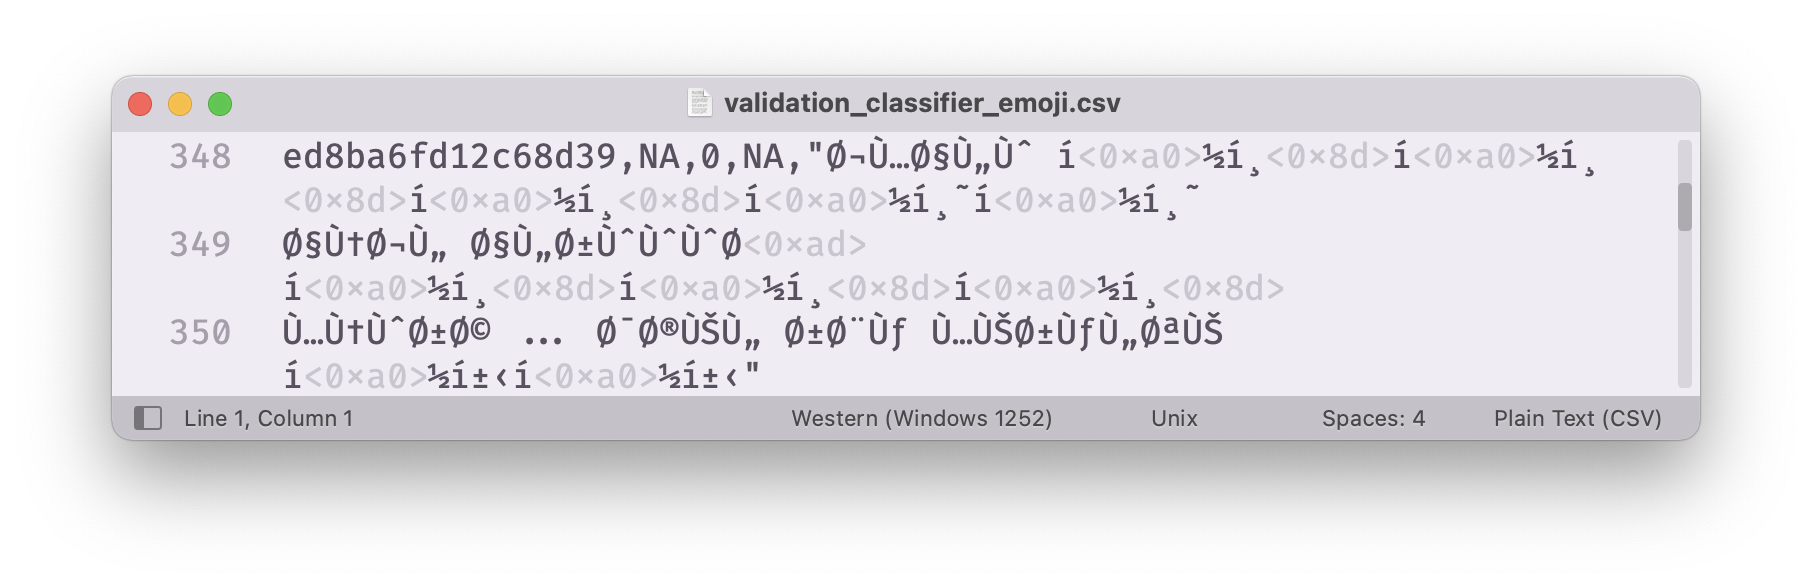 validation_classifier_emoji.csv
348 ed8ba6fd12c68d39,NA,0,NA,"Ø¬Ù…Ø§Ù„Ùˆ í<0×a0>½í¸<0×8d>í<0×a0>½í¸
<0×8d>í<0×a0>½í¸<0×8d>í<0×a0>½í¸˜í<0×a0>½í¸˜
349 Ø§Ù†Ø¬Ù„ Ø§Ù„Ø±ÙˆÙˆÙˆØ<0×ad>
í<0×a0>½í¸<0×8d>í<0×a0>½í¸<0×8d>í<0×a0>½í¸<0×8d>
350 Ù…Ù†ÙˆØ±Ø© ... Ø¯Ø®ÙŠÙ„ Ø±Ø¨Ùƒ Ù…ÙŠØ±ÙƒÙ„ØªÙŠ
í<0×a0>½í±‹í<0×a0>½í±‹"
Line 1, Column 1 Western (Windows 1252) Unix Spaces: 4 Plain Text (CSV)